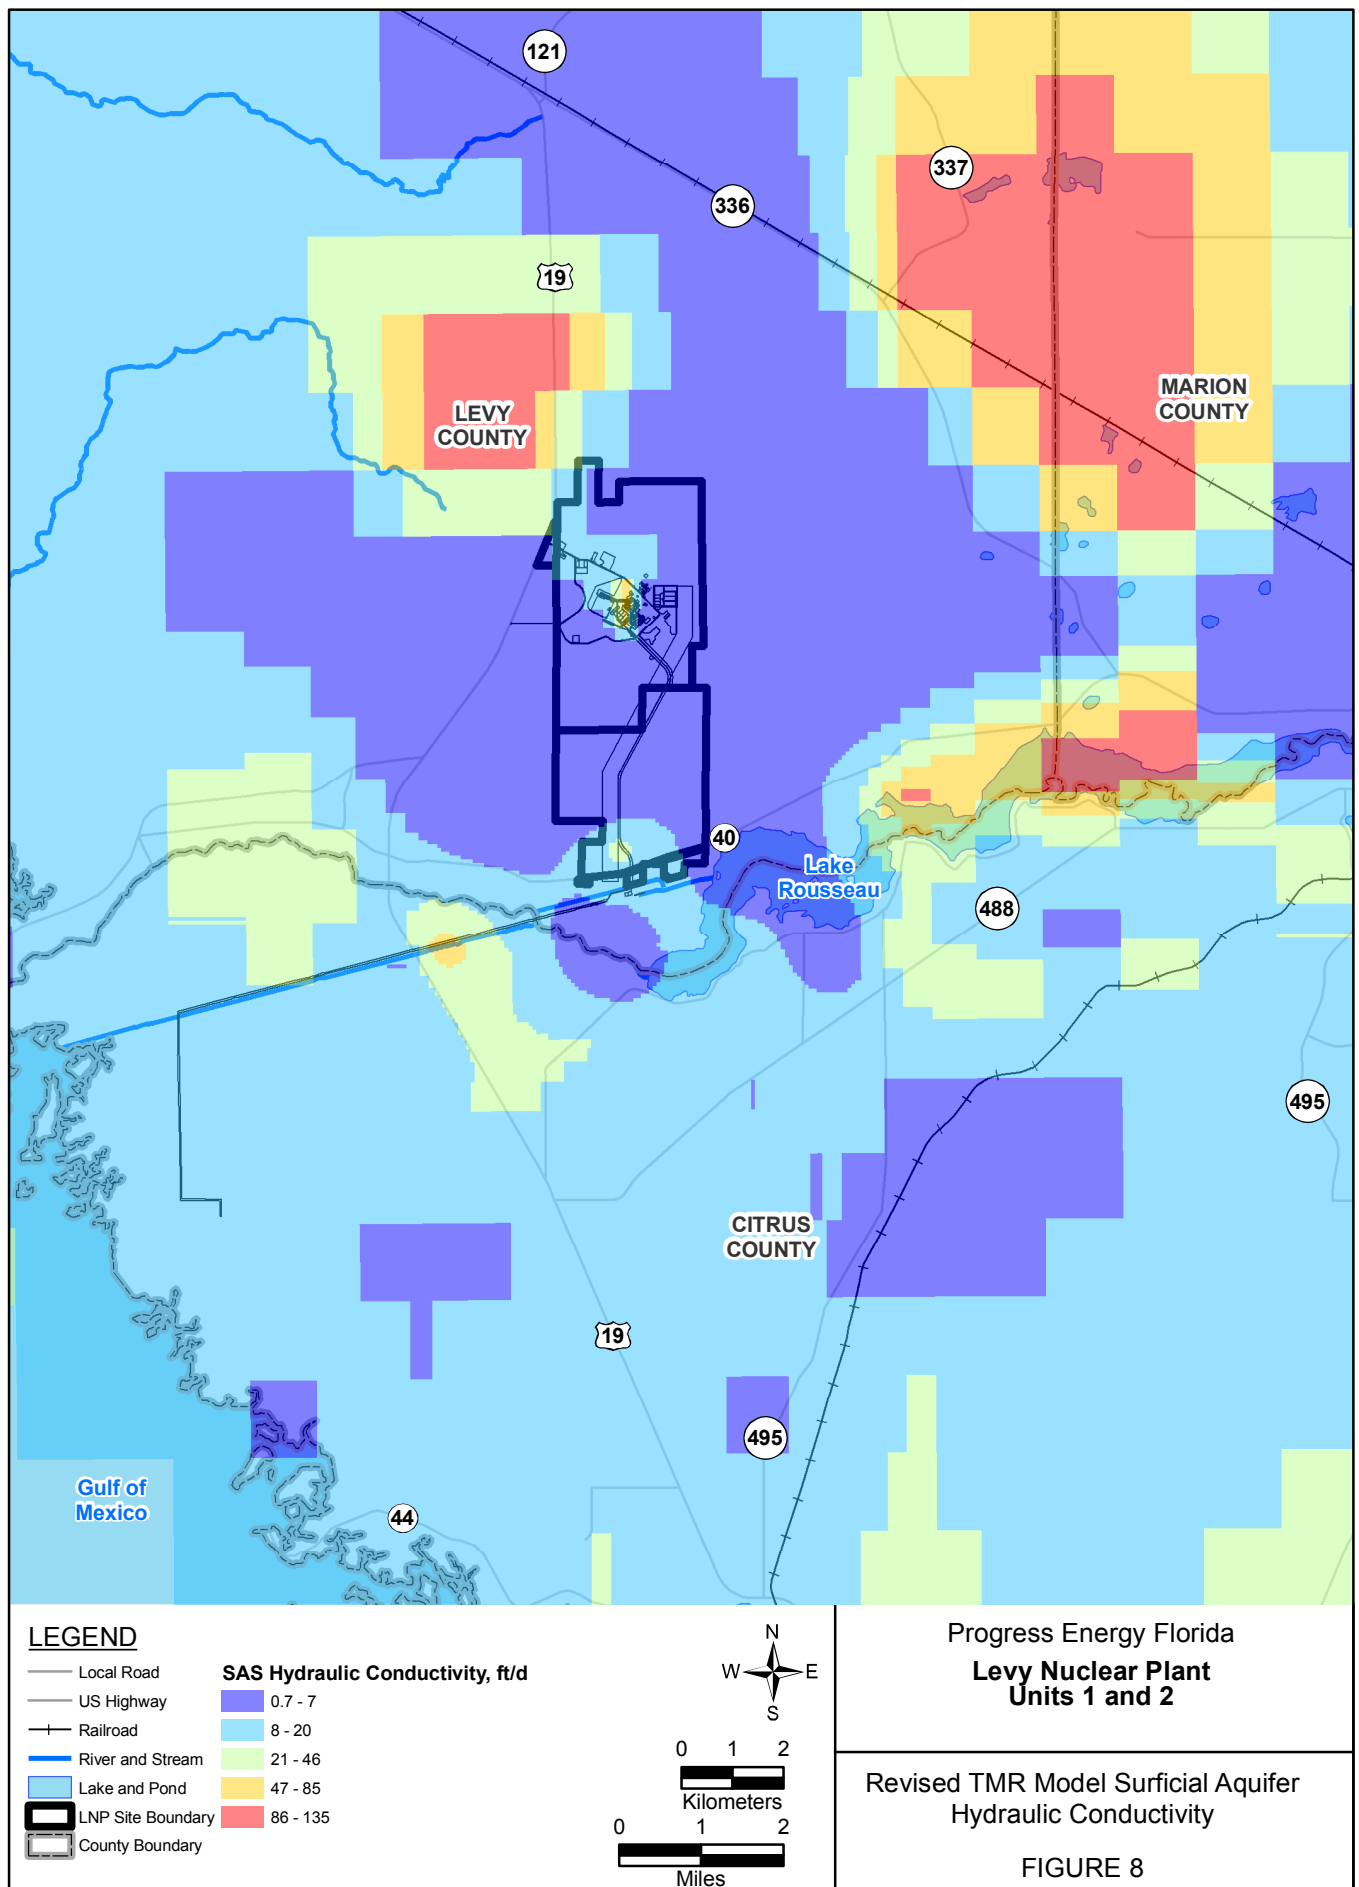 121
337
336
19
MARION
COUNTY
LEVY
COUNTY
40
Lake
Rousseau
488
495
CITRUS
COUNTY
19
495
Gulf of
Mexico
44
LEGEND
Local Road
US Highway
Railroad
River and Stream
Lake and Pond
LNP Site Boundary
County Boundary
SAS Hydraulic Conductivity, ft/d
0.7 - 7
8 - 20
21 - 46
47 - 85
86 - 135
N
W E
S
0 1 2
Kilometers
0 1 2
Miles
Progress Energy Florida
Levy Nuclear Plant
Units 1 and 2
Revised TMR Model Surficial Aquifer
Hydraulic Conductivity
FIGURE 8